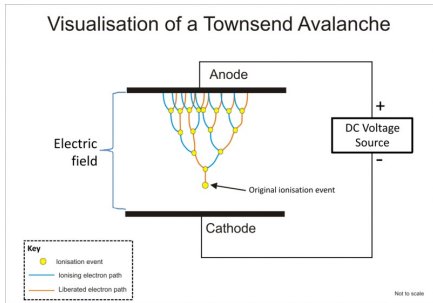 Visualisation of a Townsend Avalanche
Anode
+
Electric
field
DC Voltage
Source
-
Original ionisation event
Cathode
Key
Ionisation event
Ionising electron path
Liberated electron path
Not to scale